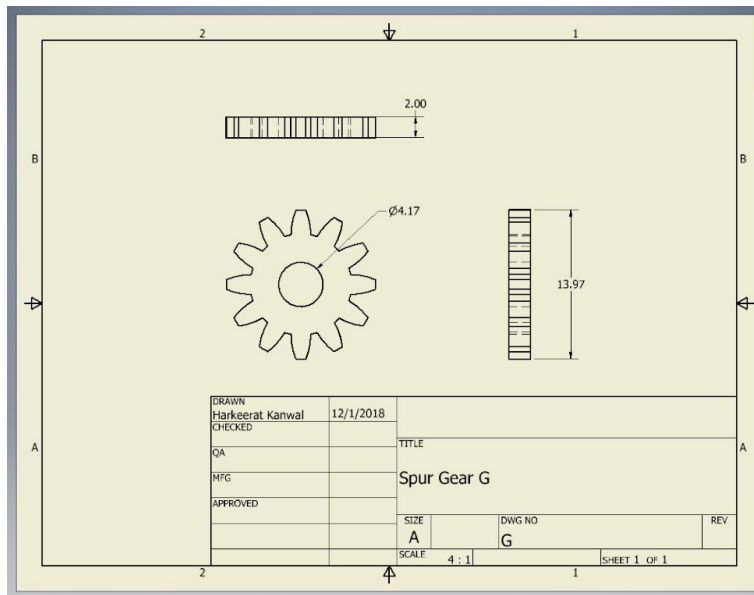 2
1
2.00
B
B
Ø4.17
13.97
DRAWN
Harkeerat Kanwal
12/1/2018
CHECKED
A
A
TITLE
QA
Spur Gear G
MFG
APPROVED
SIZE
A
DWG NO
G
REV
SCALE
4 : 1
SHEET 1 OF 1
2
1